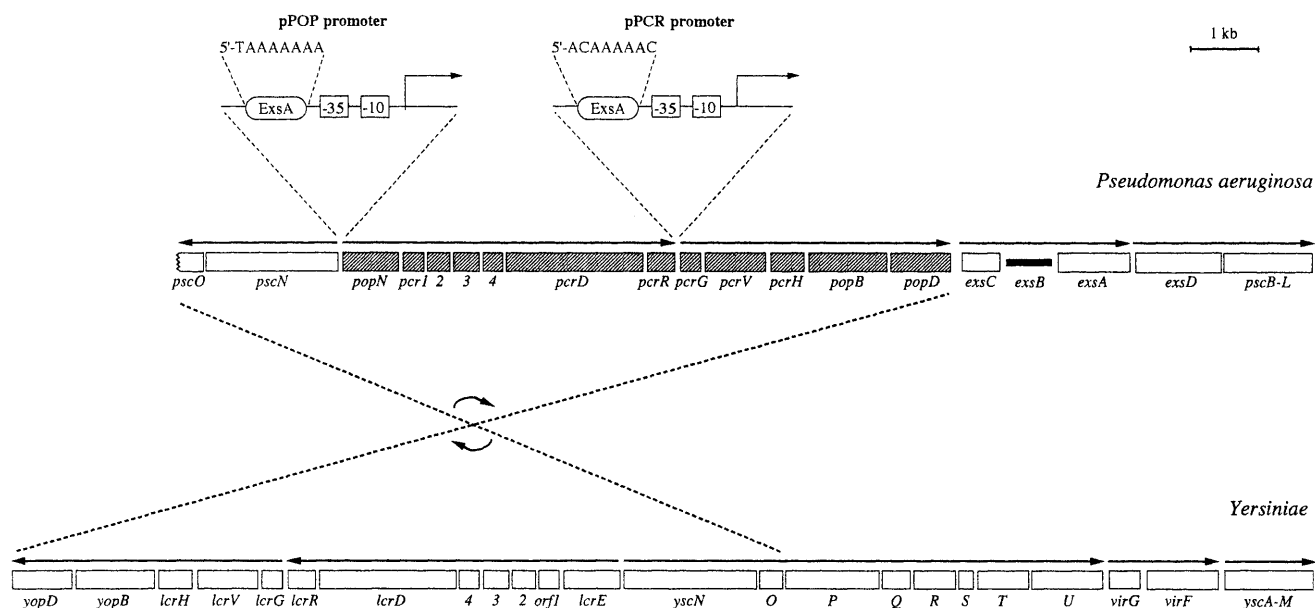 pPOP promoter
pPCR promoter
5'-TAAAAAAA
5'-ACAAAAAC
1 kb
ExsA -35 -10
ExsA -35 -10
Pseudomonas aeruginosa
pscO pscN popN pcr1 2 3 4 pcrD pcrR pcrG pcrV pcrH popB popD exsC exsB exsA exsD pscB-L
Yersiniae
yopD yopB lcrH lcrV lcrG lcrR lcrD 4 3 2 orf1 lcrE yscN O P Q R S T U virG virF yscA-M